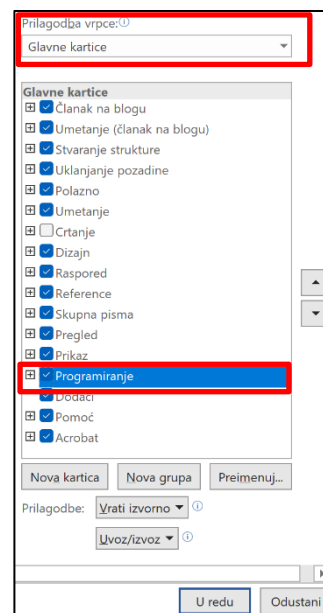 Prilagodba vrpce:
Glavne kartice
Glavne kartice
Članak na blogu
Umetanje (članak na blogu)
Stvaranje strukture
Uklanjanje pozadine
Polazno
Umetanje
Crtanje
Dizajn
Raspored
Reference
Skupna pisma
Pregled
Prikaz
Programiranje
Dodaci
Pomoć
Acrobat
Nova kartica Nova grupa Preimenuj...
Prilagodbe: Vrati izvorno
Uvoz/izvoz
U redu Odustani